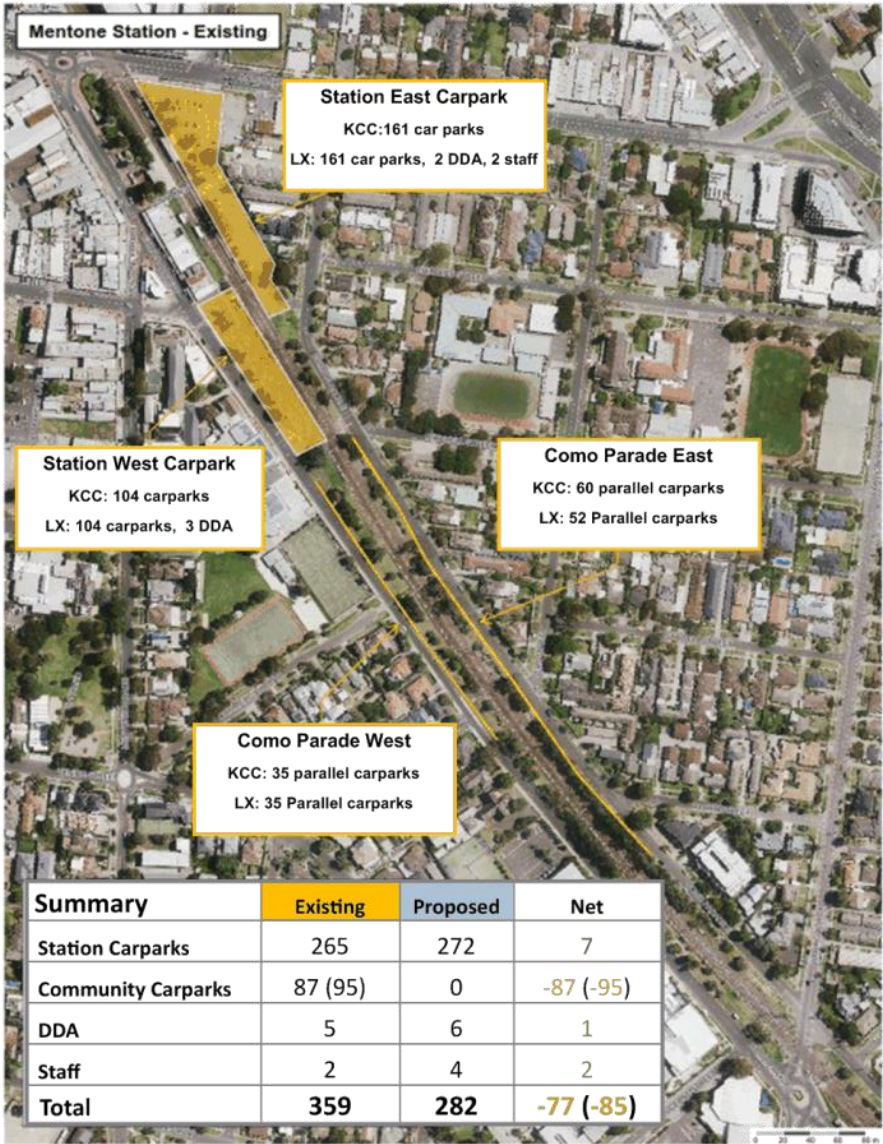 Mentone Station - Existing
Station East Carpark
KCC:161 car parks
LX: 161 car parks, 2 DDA, 2 staff
Station West Carpark
KCC: 104 carparks
LX: 104 carparks, 3 DDA
Como Parade East
KCC: 60 parallel carparks
LX: 52 Parallel carparks
Como Parade West
KCC: 35 parallel carparks
LX: 35 Parallel carparks
Summary Existing Proposed Net
Station Carparks 265 272 7
Community Carparks 87 (95) 0 -87 (-95)
DDA 5 6 1
Staff 2 4 2
Total 359 282 -77 (-85)